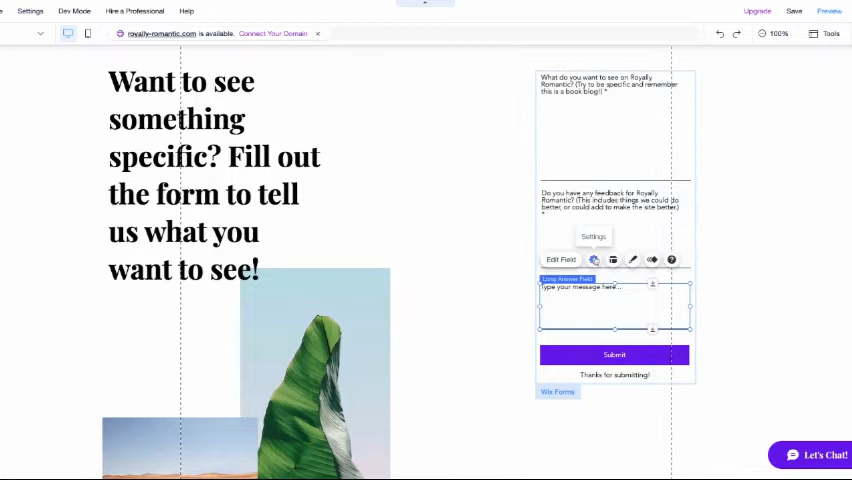 Settings Dev Mode Hire a Professional Help Upgrade Save Preview
royally-romantic.com is available. Connect Your Domain × 100% Tools
Want to see
something
specific? Fill out
the form to tell
us what you
want to see!
What do you want to see on Royally
Romantic? (Try to be specific and remember
this is a book blog!) *
Do you have any feedback for Royally
Romantic? (This includes things we could do
better, or could add to make the site better.)
*
Settings
Edit Field
Long Answer Field
Type your message here...
Submit
Thanks for submitting!
Wix Forms
Let's Chat!